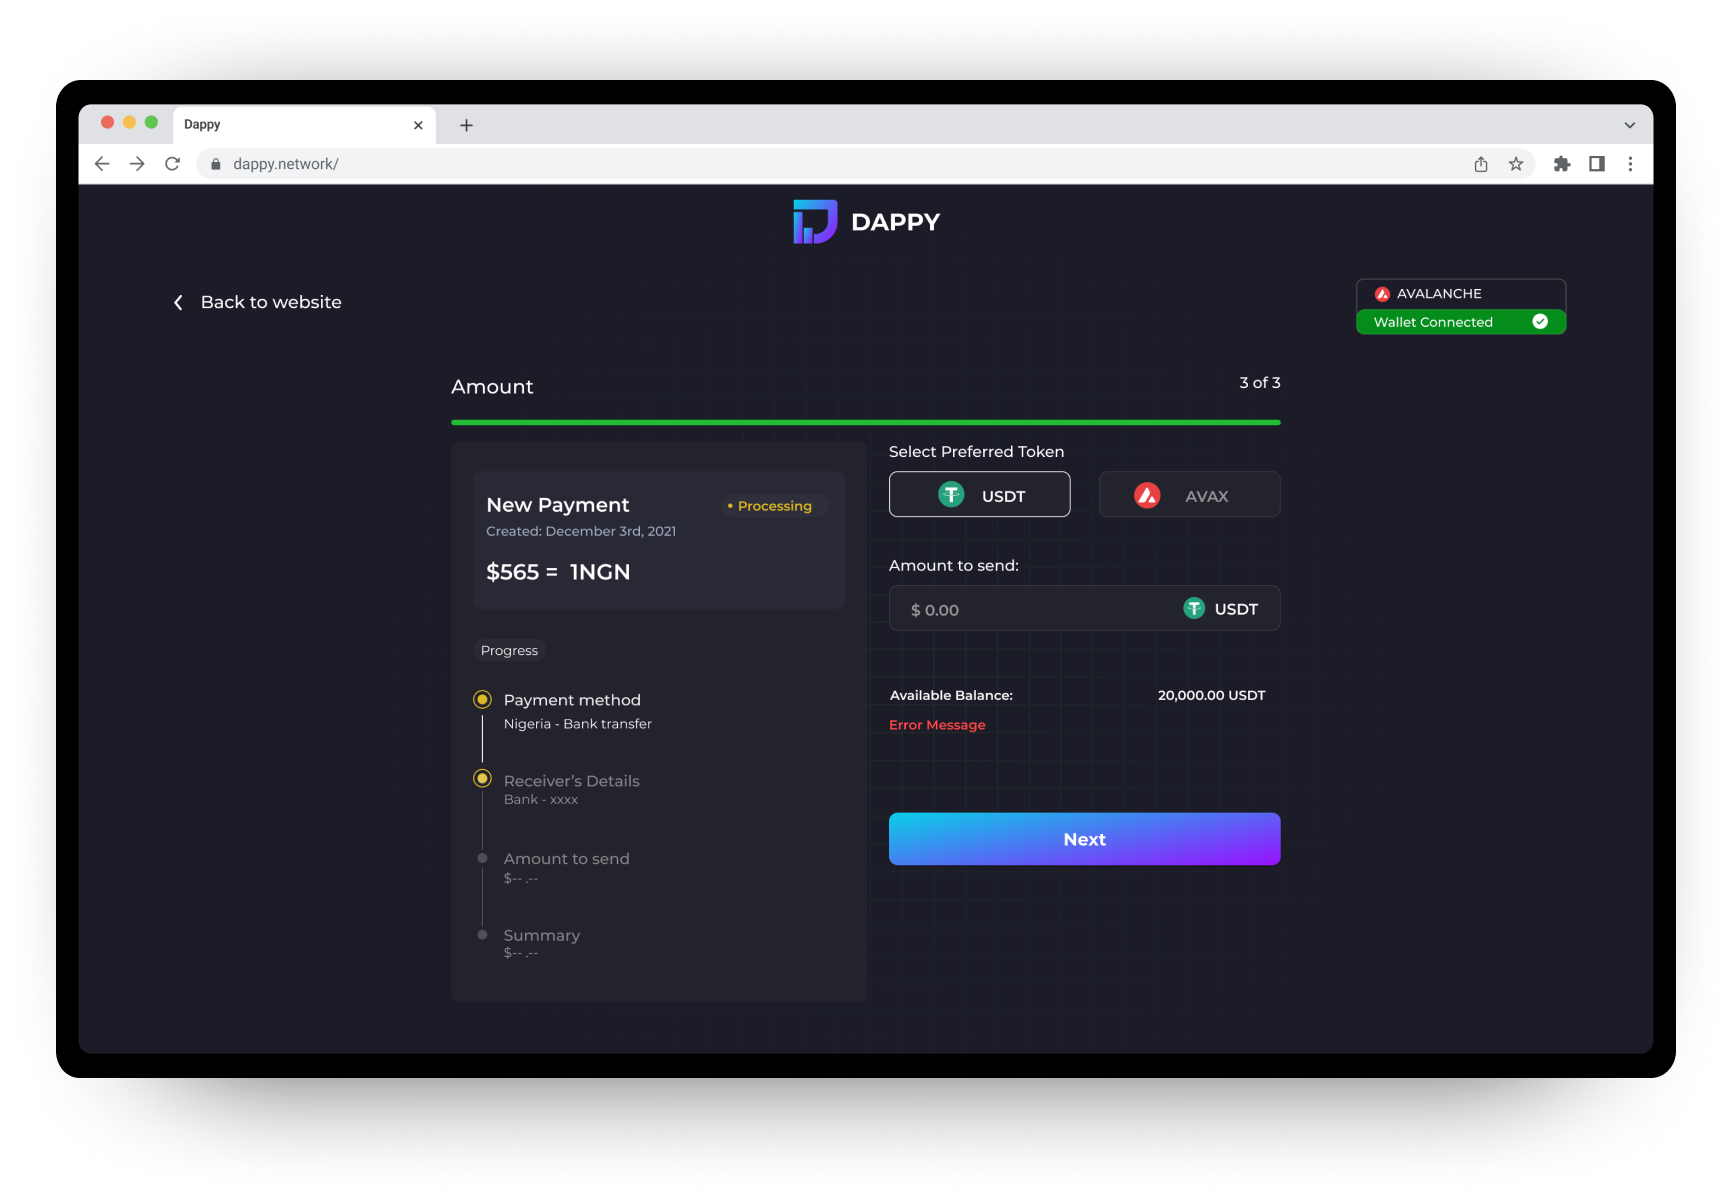 Dappy
dappy.network/
DAPPY
Back to website
AVALANCHE
Wallet Connected
Amount
3 of 3
New Payment
• Processing
Created: December 3rd, 2021
$565 = 1NGN
Progress
Payment method
Nigeria - Bank transfer
Receiver’s Details
Bank - xxxx
Amount to send
$-- .--
Summary
$-- .--
Select Preferred Token
USDT
AVAX
Amount to send:
$ 0.00
USDT
Available Balance:
20,000.00 USDT
Error Message
Next